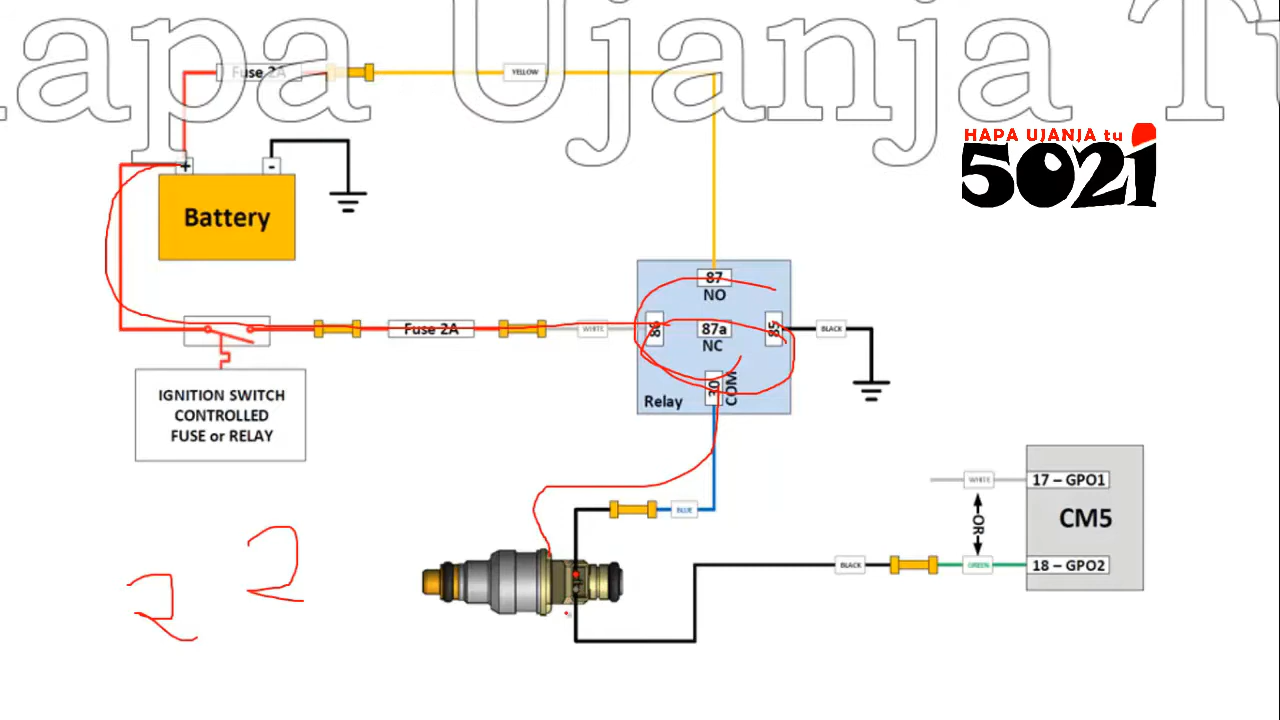 Hapa Ujanja Tu
Fuse 2A
YELLOW
HAPA UJANJA tu
5021
+
-
Battery
87
NO
86
87a
85
NC
30
COM
Relay
Fuse 2A
WHITE
BLACK
IGNITION SWITCH
CONTROLLED
FUSE or RELAY
BLUE
WHITE
17 – GPO1
OR
CM5
BLACK
GREEN
18 – GPO2
2
2